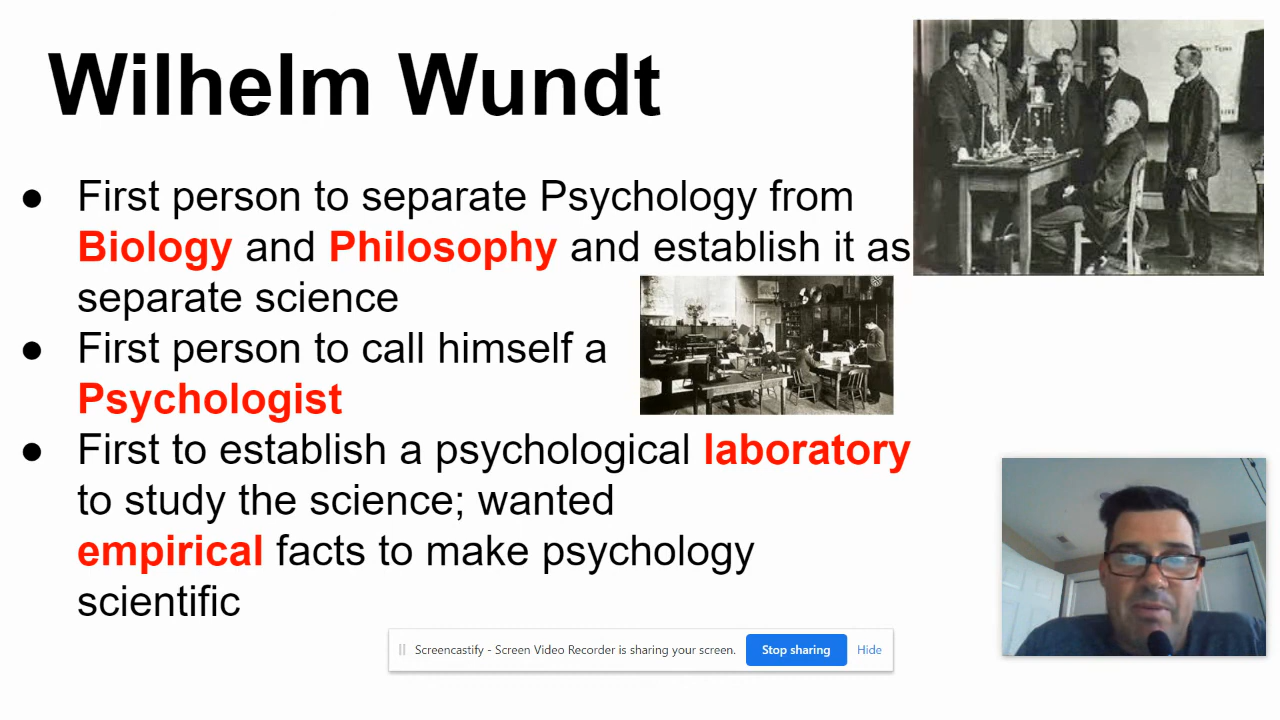 Wilhelm Wundt
● First person to separate Psychology from
Biology and Philosophy and establish it as
separate science
● First person to call himself a
Psychologist
● First to establish a psychological laboratory
to study the science; wanted
empirical facts to make psychology
scientific
Screencastify - Screen Video Recorder is sharing your screen.
Stop sharing
Hide